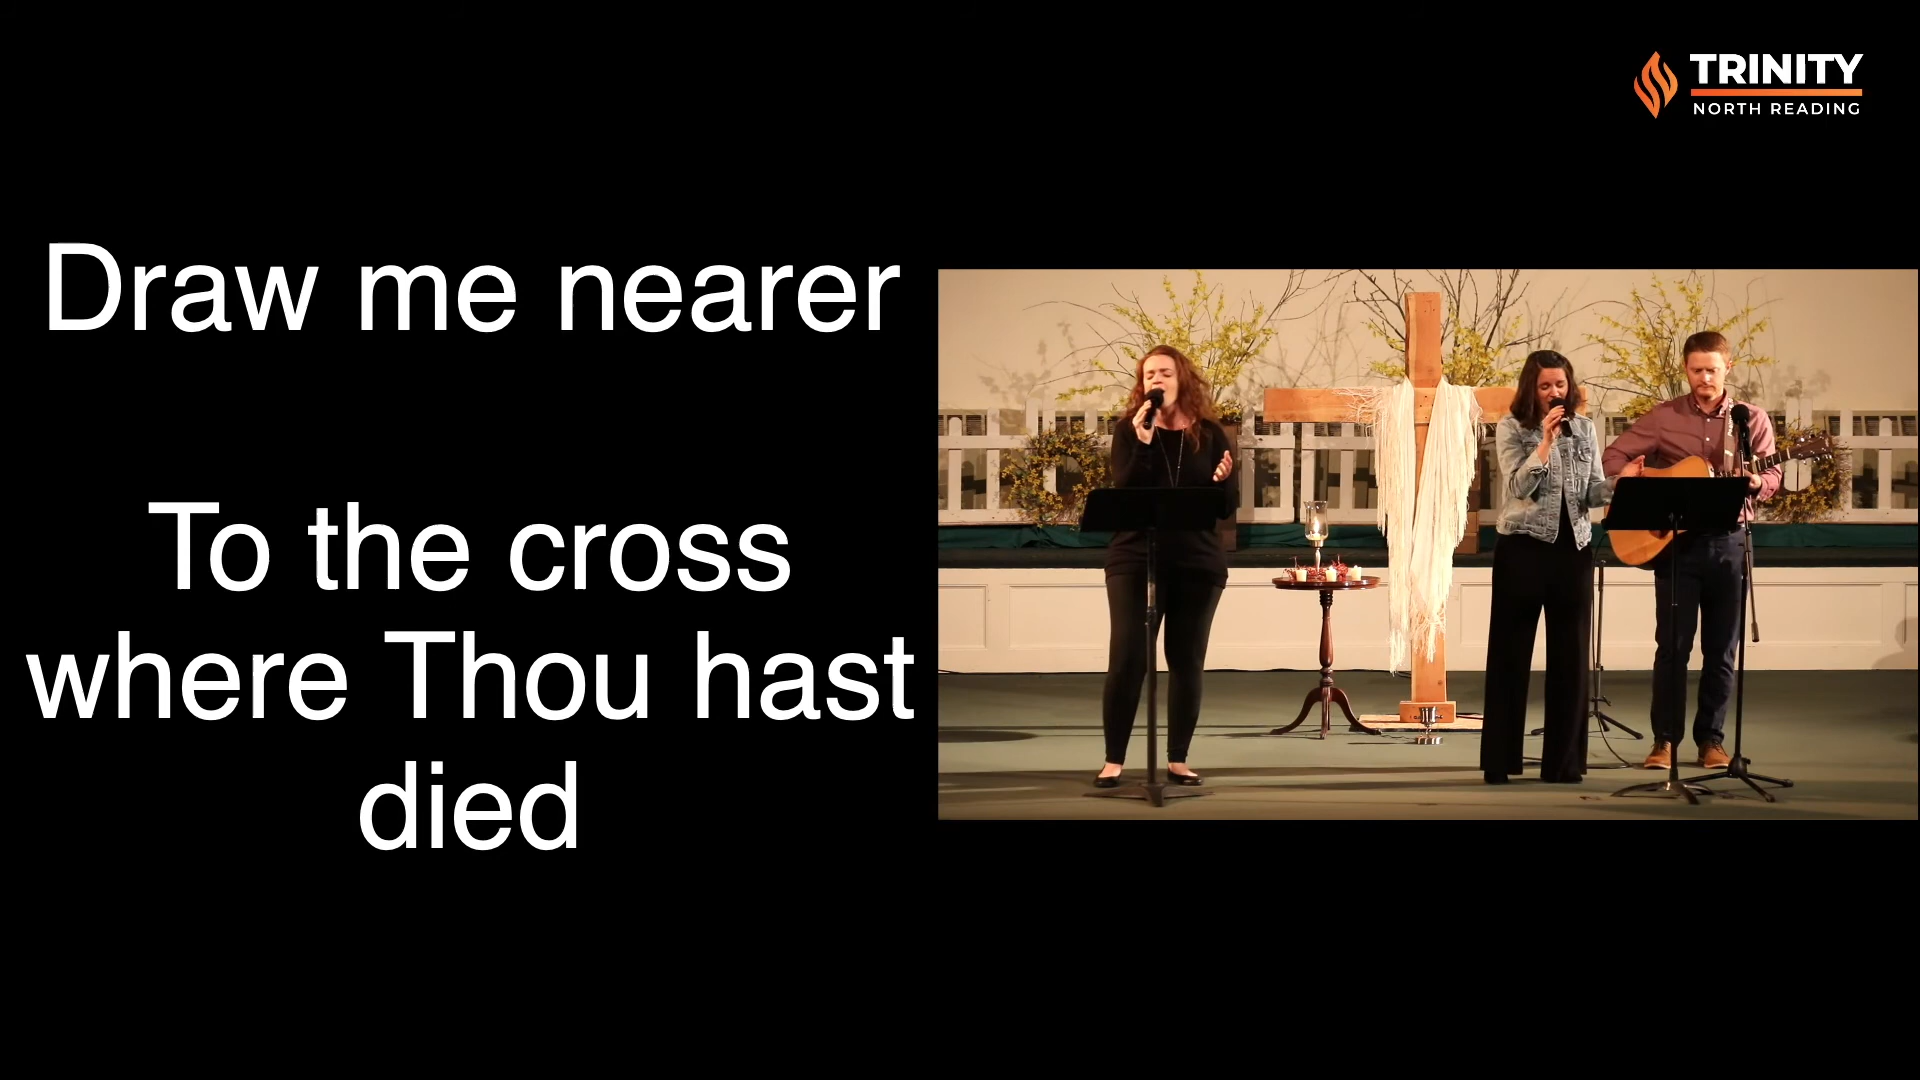 TRINITY
NORTH READING
Draw me nearer
To the cross
where Thou hast
died